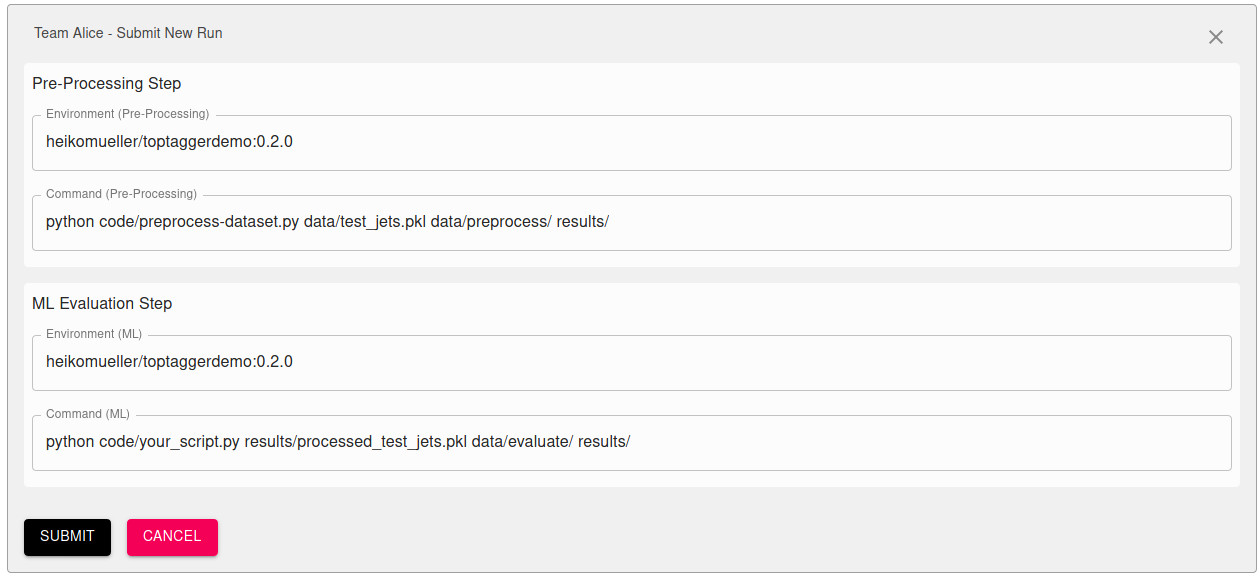 Team Alice - Submit New Run
Pre-Processing Step
Environment (Pre-Processing)
heikomueller/toptaggerdemo:0.2.0
Command (Pre-Processing)
python code/preprocess-dataset.py data/test_jets.pkl data/preprocess/ results/
ML Evaluation Step
Environment (ML)
heikomueller/toptaggerdemo:0.2.0
Command (ML)
python code/your_script.py results/processed_test_jets.pkl data/evaluate/ results/
SUBMIT CANCEL